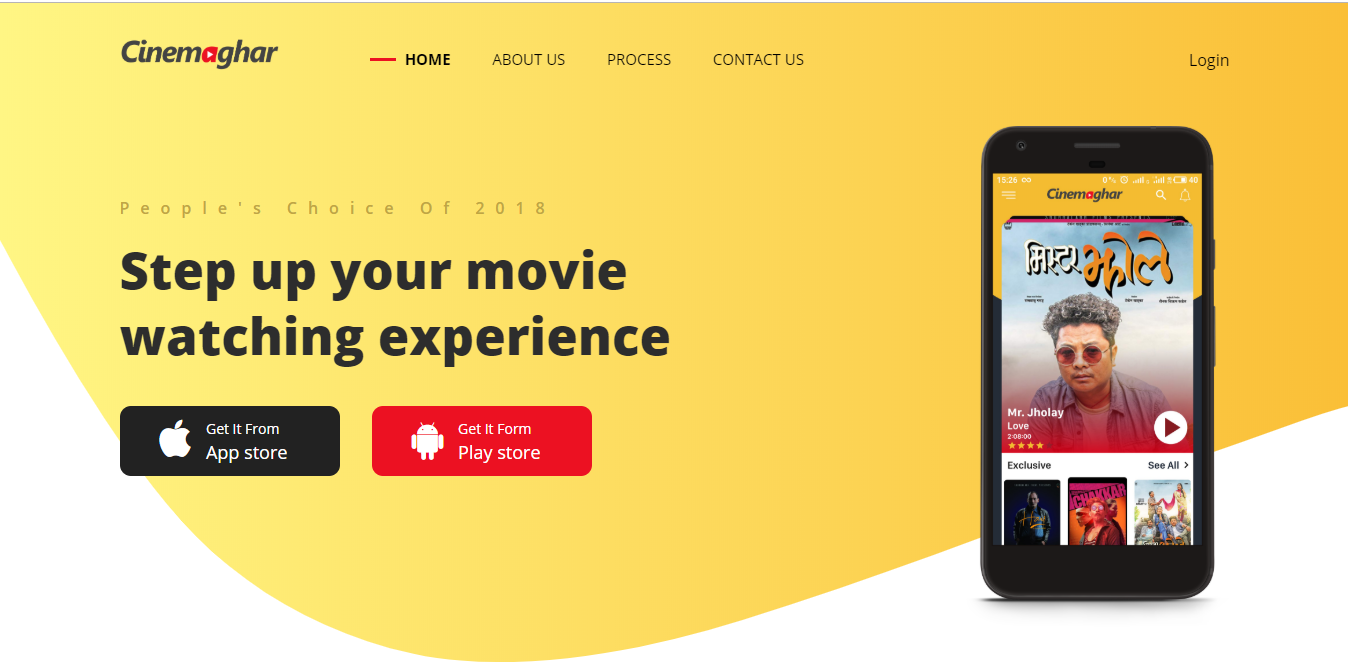 Cinemaghar
HOME
ABOUT US
PROCESS
CONTACT US
Login
People's Choice Of 2018
Step up your movie
watching experience
Get It From
App store
Get It Form
Play store
15:26
0%
40
Cinemaghar
मिस्टर झोले
Mr. Jholay
Love
2:08:00
Exclusive
See All
CHAKKAR